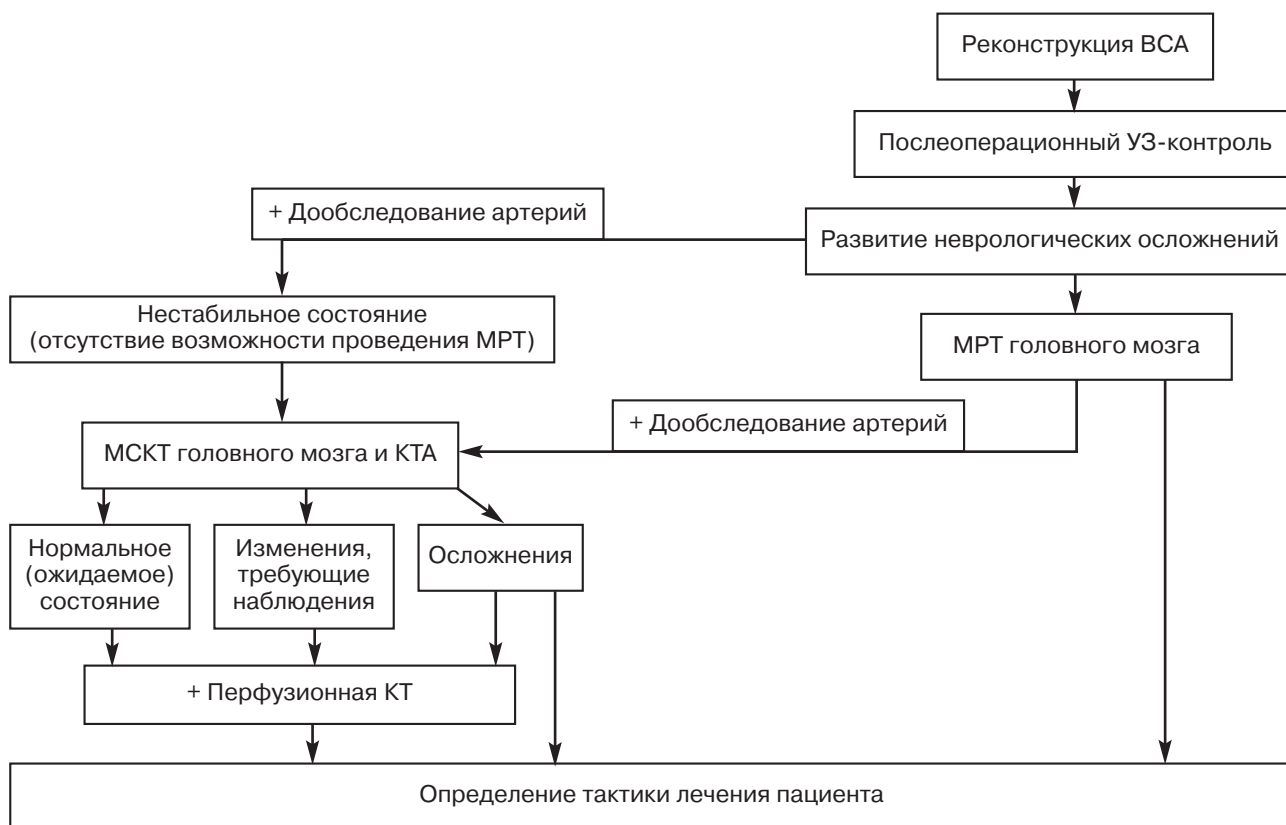 Реконструкция ВСА
Послеоперационный УЗ-контроль
+ Дообследование артерий
Развитие неврологических осложнений
Нестабильное состояние
(отсутствие возможности проведения МРТ)
МРТ головного мозга
+ Дообследование артерий
МСКТ головного мозга и КТА
Нормальное
(ожидаемое)
состояние
Изменения,
требующие
наблюдения
Осложнения
+ Перфузионная КТ
Определение тактики лечения пациента